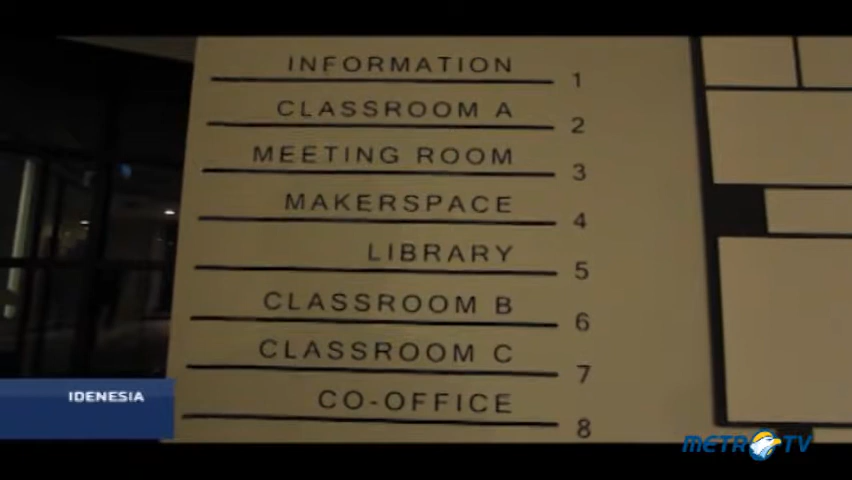 INFORMATION 1
CLASSROOM A 2
MEETING ROOM 3
MAKERSPACE 4
LIBRARY 5
CLASSROOM B 6
CLASSROOM C 7
CO-OFFICE 8
IDENESIA
METRO TV